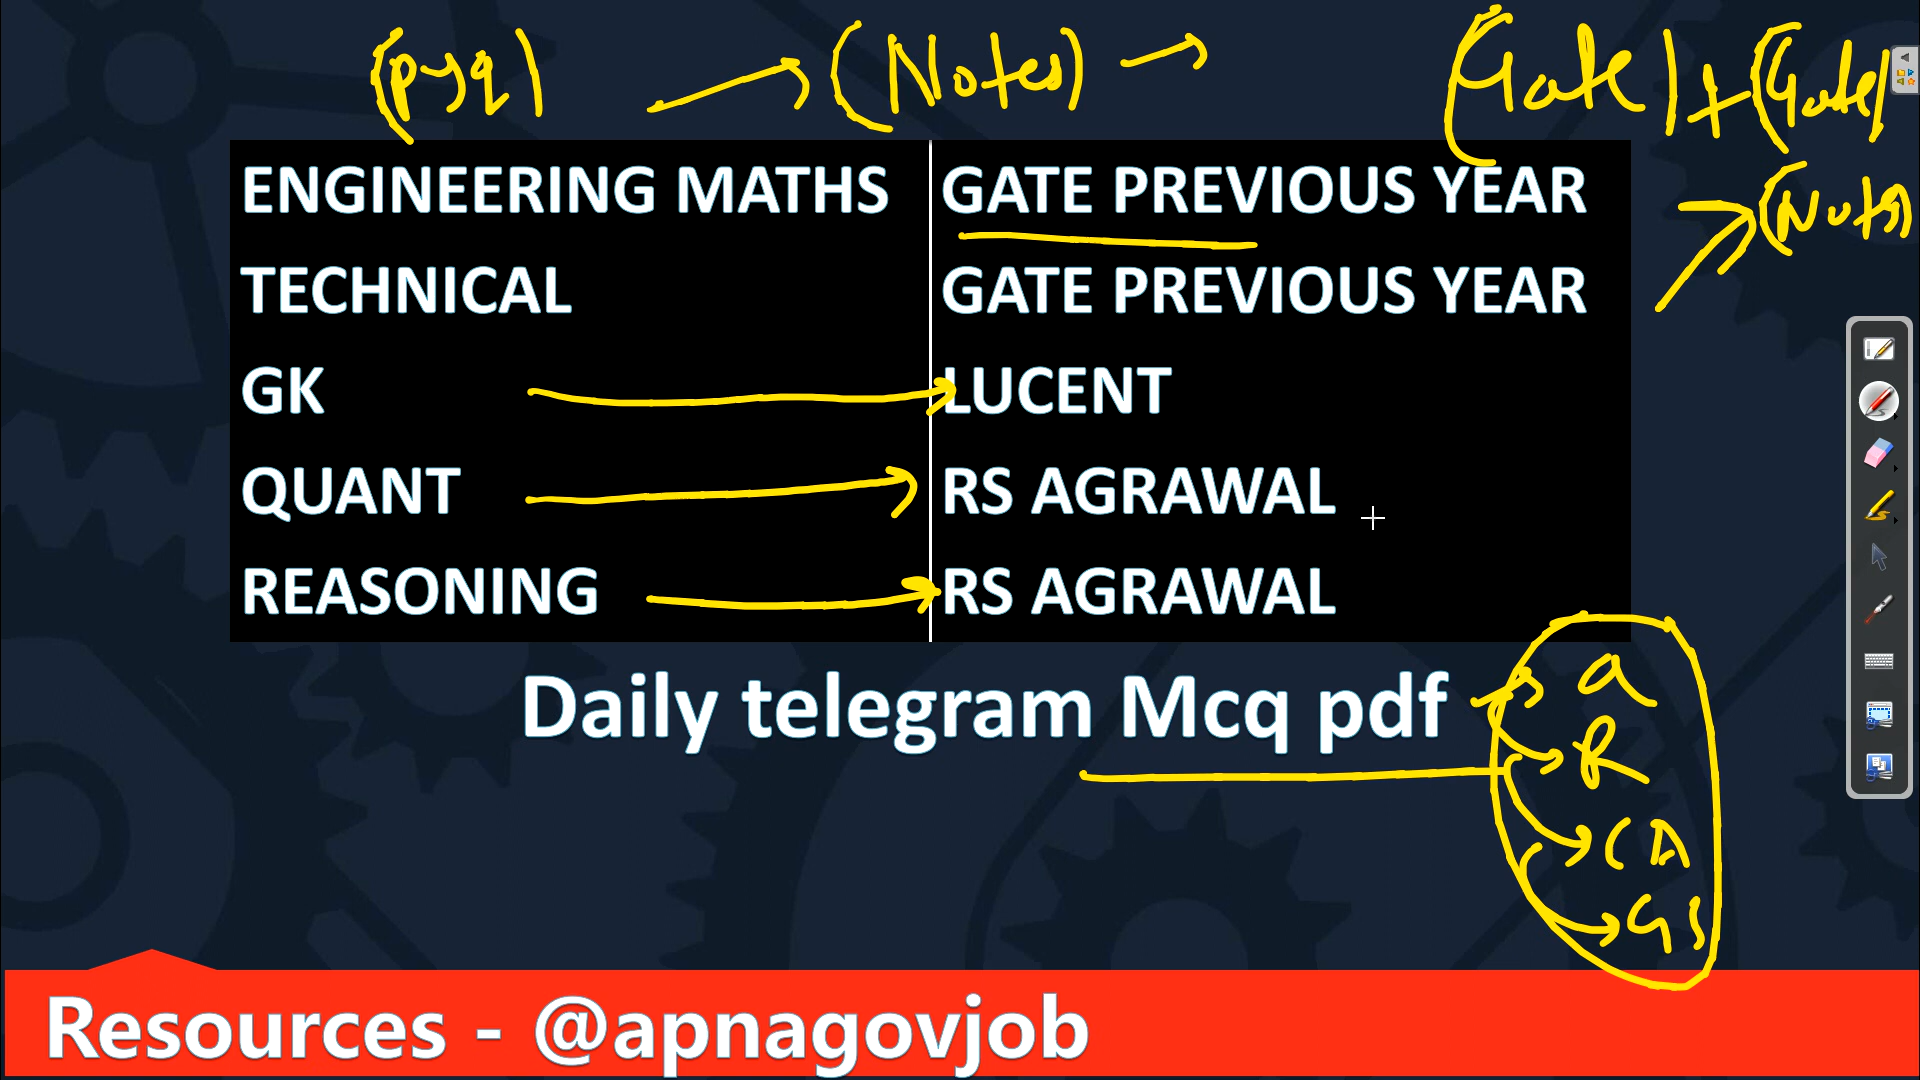 (pyq) → (Notes) → (Gate) + (Gate)
ENGINEERING MATHS GATE PREVIOUS YEAR
(Notes)
TECHNICAL GATE PREVIOUS YEAR
GK → LUCENT
QUANT → RS AGRAWAL
REASONING → RS AGRAWAL
Daily telegram Mcq pdf
R
GS
Resources - @apnagovjob